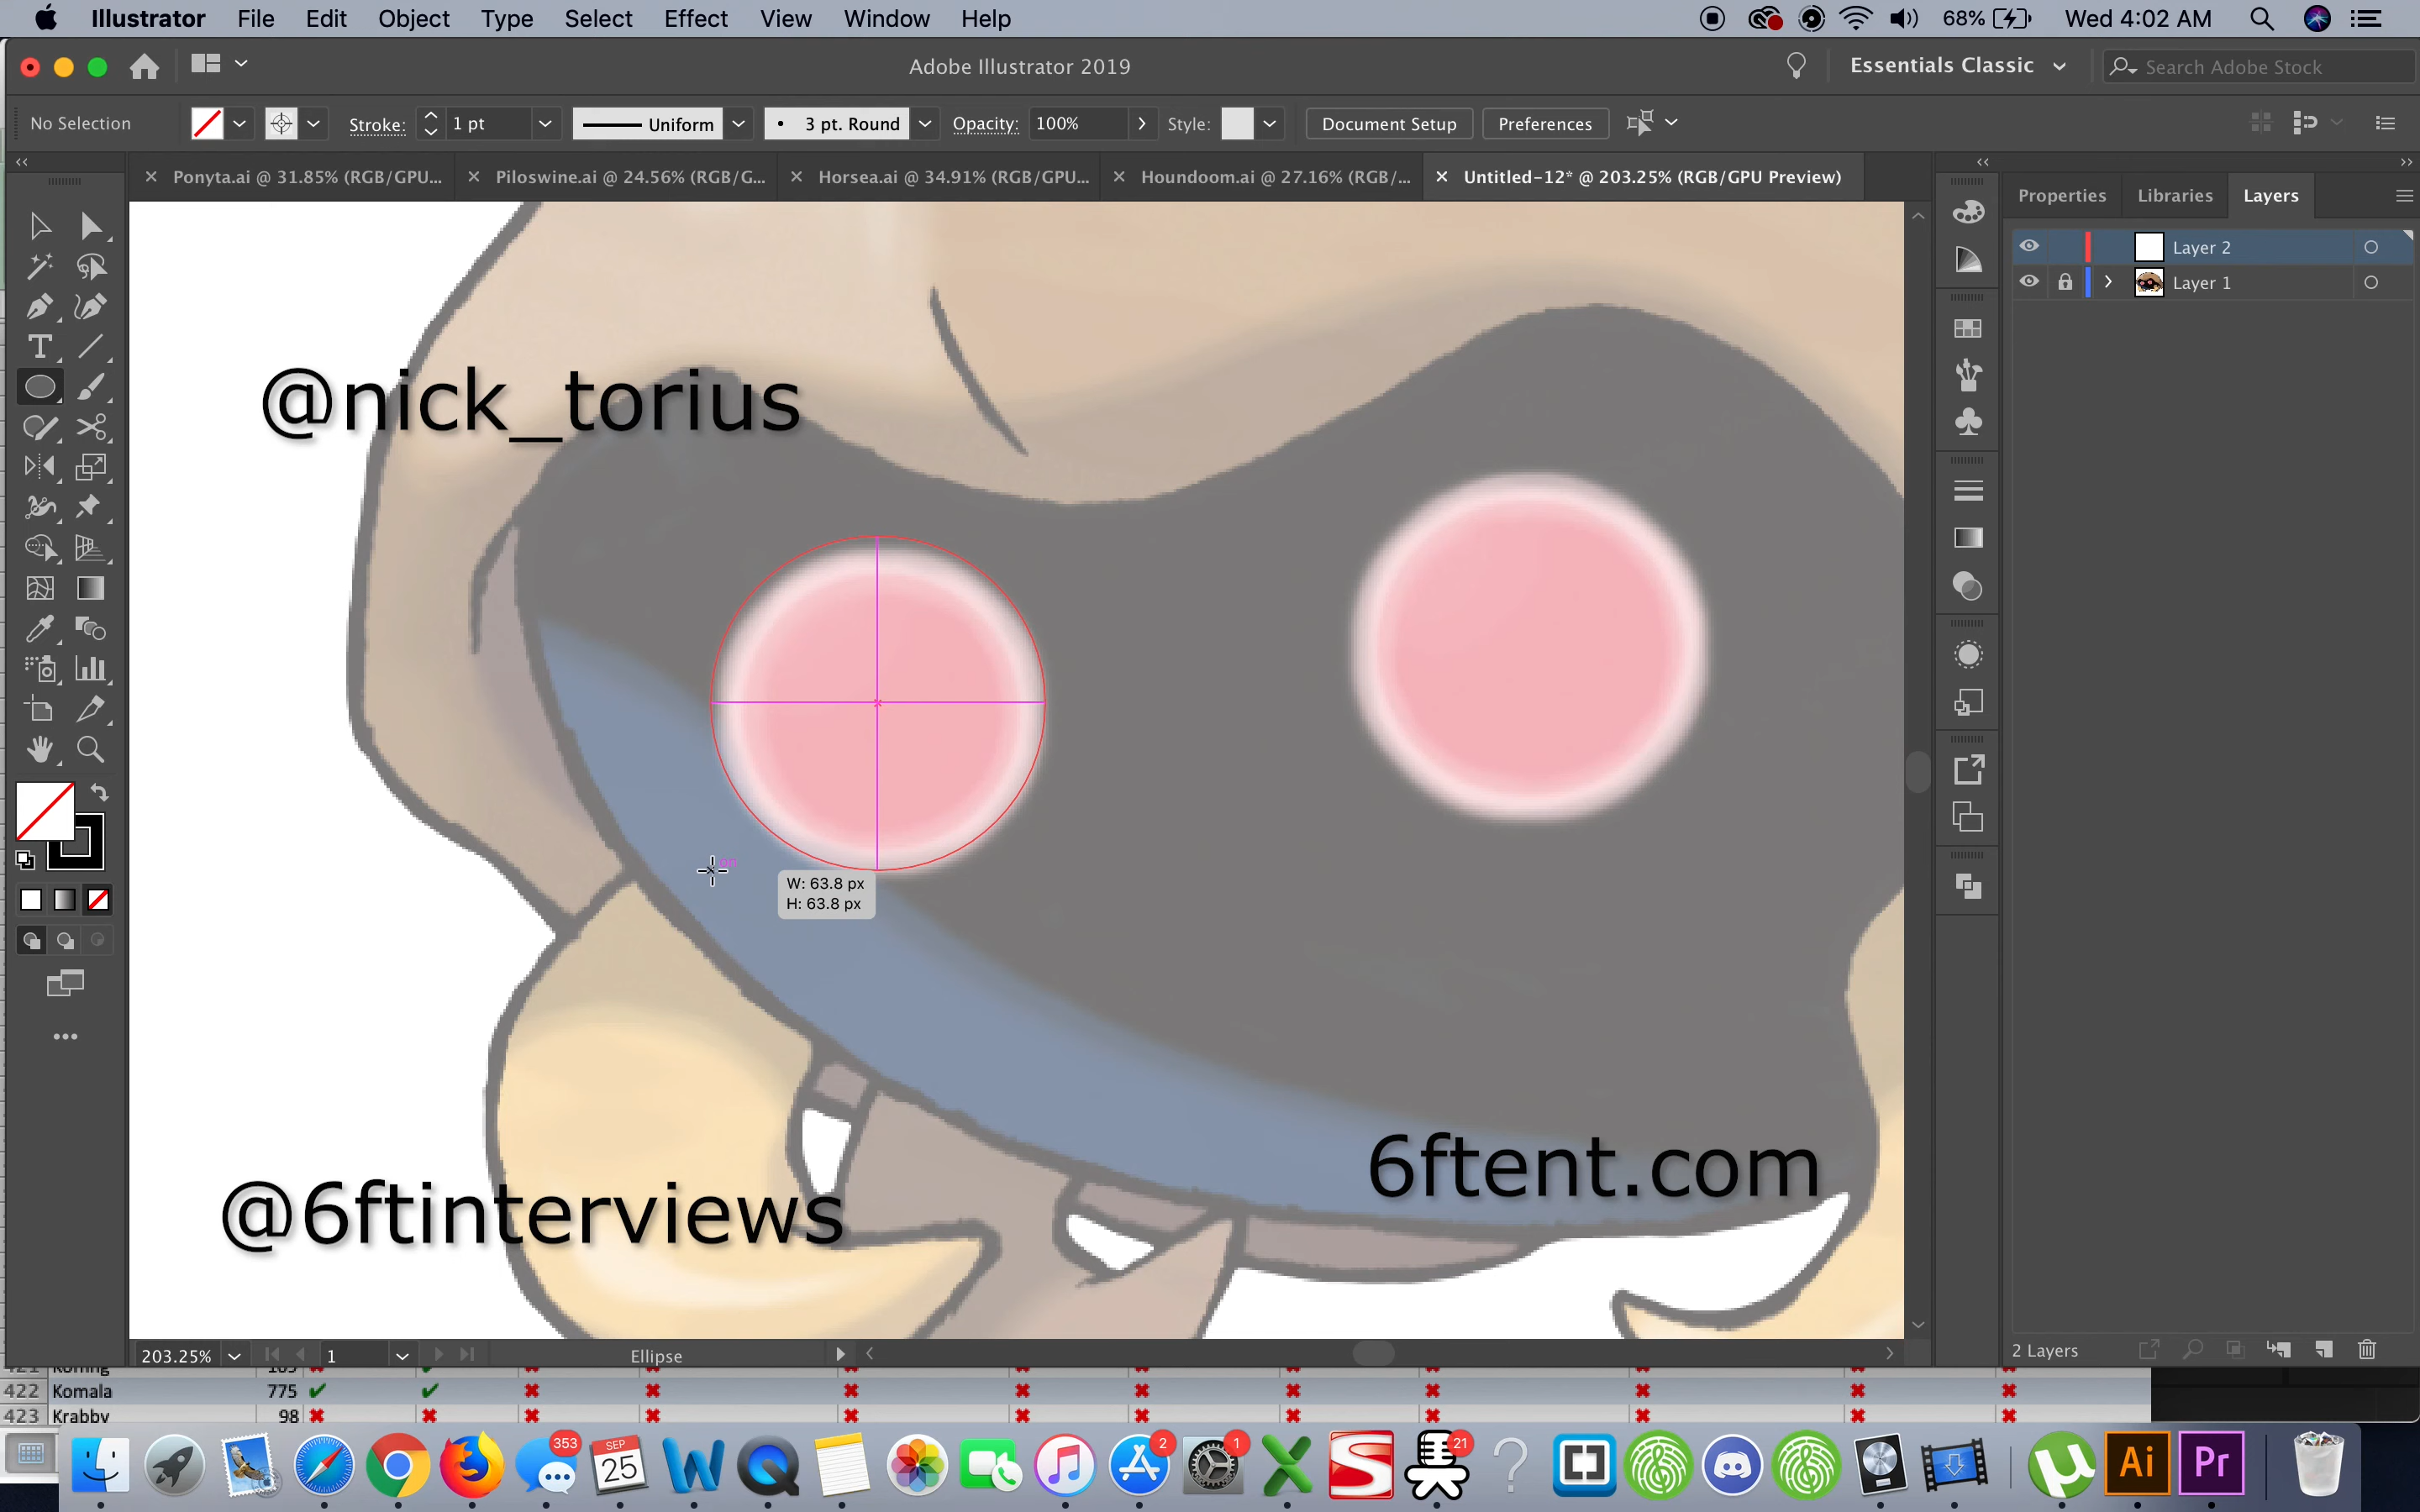 Illustrator File Edit Object Type Select Effect View Window Help 68% Wed 4:02 AM
Adobe Illustrator 2019 Essentials Classic Search Adobe Stock
No Selection Stroke: 1 pt Uniform 3 pt. Round Opacity: 100% Style: Document Setup Preferences
Ponyta.ai @ 31.85% (RGB/GPU... Piloswine.ai @ 24.56% (RGB/G... Horsea.ai @ 34.91% (RGB/GPU... Houndoom.ai @ 27.16% (RGB/... Untitled-12* @ 203.25% (RGB/GPU Preview)
Properties Libraries Layers
Layer 2
Layer 1
@nick_torius
W: 63.8 px
H: 63.8 px
6ftent.com
@6ftinterviews
203.25% 1 Ellipse 2 Layers
422 Komala 775
423 Krabby 98
353 SEP 25 2 1 21 Ai Pr